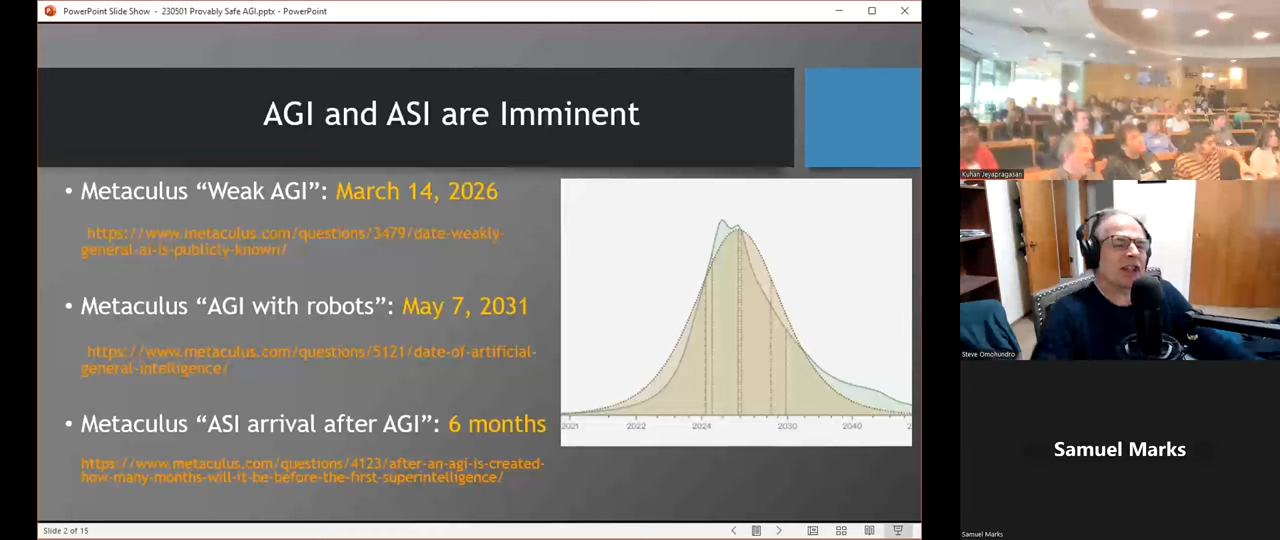 PowerPoint Slide Show - 230501 Provably Safe AGI.pptx - PowerPoint
AGI and ASI are Imminent
• Metaculus “Weak AGI”: March 14, 2026
https://www.metaculus.com/questions/3479/date-weakly-
general-ai-is-publicly-known/
• Metaculus “AGI with robots”: May 7, 2031
https://www.metaculus.com/questions/5121/date-of-artificial-
general-intelligence/
• Metaculus “ASI arrival after AGI”: 6 months
https://www.metaculus.com/questions/4123/after-an-agi-is-created-
how-many-months-will-it-be-before-the-first-superintelligence/
2021 2022 2024 2030 2040
Slide 2 of 15
Kuhan Jeyapragasan
Steve Omohundro
Samuel Marks
Samuel Marks